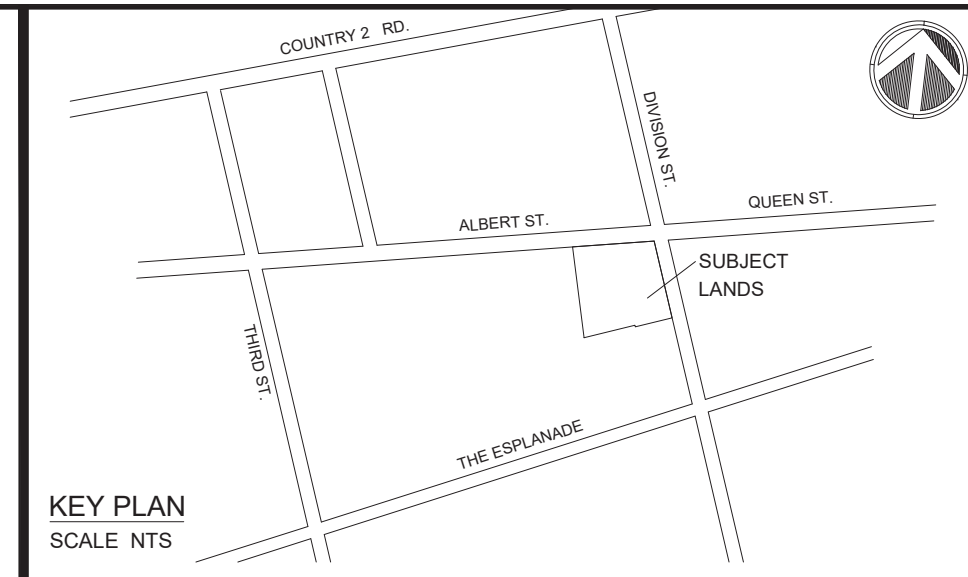 COUNTRY 2 RD.
DIVISION ST.
QUEEN ST.
ALBERT ST.
SUBJECT
LANDS
THIRD ST.
THE ESPLANADE
KEY PLAN
SCALE NTS